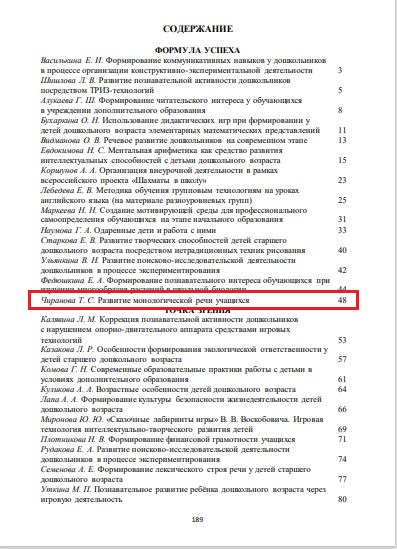 СОДЕРЖАНИЕ
ФОРМУЛА УСПЕХА
Василькина Е. И. Формирование коммуникативных навыков у дошкольников
в процессе организации конструктивно-экспериментальной деятельности 3
Шишлова Л. В. Развитие познавательной активности дошкольников
посредством ТРИЗ-технологий 5
Алукаева Г. Ш. Формирование читательского интереса у обучающихся
в учреждении дополнительного образования 8
Бухаркина О. Н. Использование дидактических игр при формировании у
детей дошкольного возраста элементарных математических представлений 11
Видманова О. В. Речевое развитие дошкольников на современном этапе 13
Евдокимова Н. С. Ментальная арифметика как средство развития
интеллектуальных способностей с детьми дошкольного возраста 15
Коршунов А. А. Организация внеурочной деятельности в рамках
всероссийского проекта «Шахматы в школу» 23
Лебедева Е. В. Методика обучения групповым технологиям на уроках
английского языка (на материале разноуровневых групп) 25
Маркеева Н. Н. Создание мотивирующей среды для профессионального
самоопределения обучающихся на этапе начального образования 31
Наумова Г. А. Одаренные дети и работа с ними 33
Старкова Е. В. Развитие творческих способностей детей старшего
дошкольного возраста посредством нетрадиционных техник рисования 40
Ульянкина В. Н. Развитие поисково-исследовательской деятельности
дошкольников в процессе экспериментирования 42
Федошкина Е. А. Формирование познавательного интереса обучающихся при
изучении многообразия растений в школьной биологии 44
Чиранова Т. С. Развитие монологической речи учащихся 48
ТОЧКА ЗРЕНИЯ
Калявина Л. М. Коррекция познавательной активности дошкольников
с нарушением опорно-двигательного аппарата средствами игровых
технологий 53
Казакова Л. Р. Особенности формирования экологической ответственности у
детей старшего дошкольного возраста 57
Комова Г. Н. Современные образовательные практики работы с детьми в
условиях дополнительного образования 61
Куликова А. А. Возрастные особенности детей дошкольного возраста 64
Лапа А. А. Формирование культуры безопасности жизнедеятельности детей
дошкольного возраста 66
Миронова Ю. Ю. «Сказочные лабиринты игры» В. В. Воскобовича. Игровая
технология интеллектуально-творческого развития детей 69
Плотникова Н. В. Формирование финансовой грамотности учащихся 71
Рудакова Е. А. Развитие поисково-исследовательской деятельности
дошкольников в процессе экспериментирования 74
Семенова А. Е. Формирование лексического строя речи у детей старшего
дошкольного возраста 77
Уткина М. П. Познавательное развитие ребёнка дошкольного возраста через
игровую деятельность 80
189